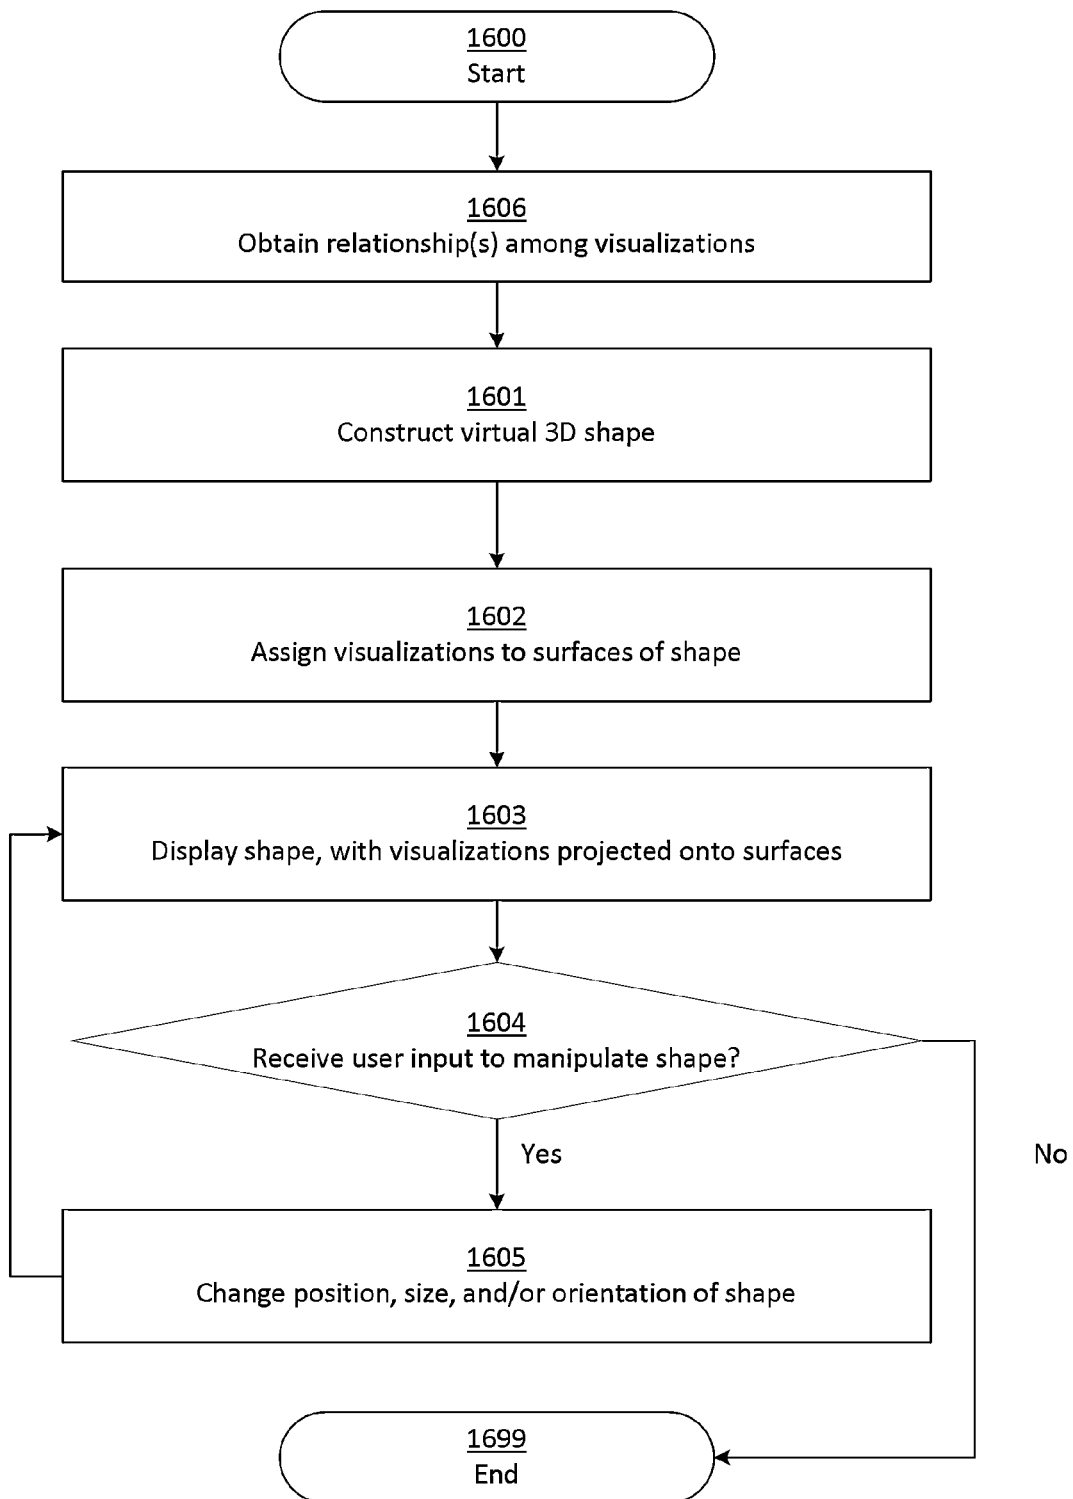 1600
Start
1606
Obtain relationship(s) among visualizations
1601
Construct virtual 3D shape
1602
Assign visualizations to surfaces of shape
1603
Display shape, with visualizations projected onto surfaces
1604
Receive user input to manipulate shape?
Yes
No
1605
Change position, size, and/or orientation of shape
1699
End